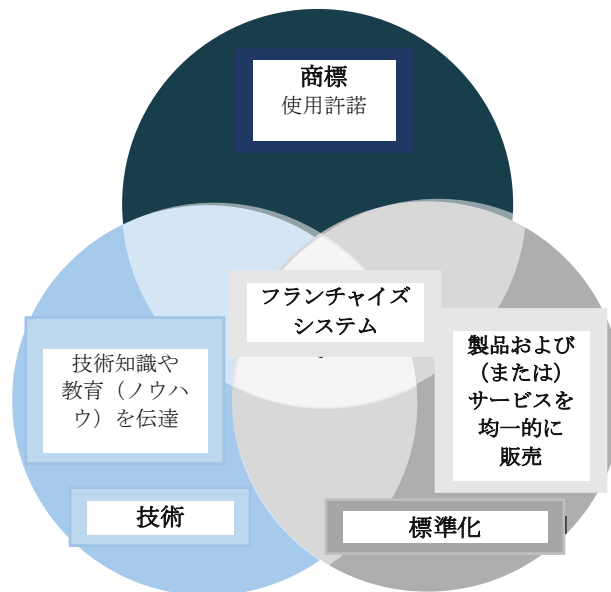 商標
使用許諾
フランチャイズ
システム
技術知識や
教育（ノウハ
ウ）を伝達
製品および
（または）
サービスを
均一的に
販売
技術
標準化